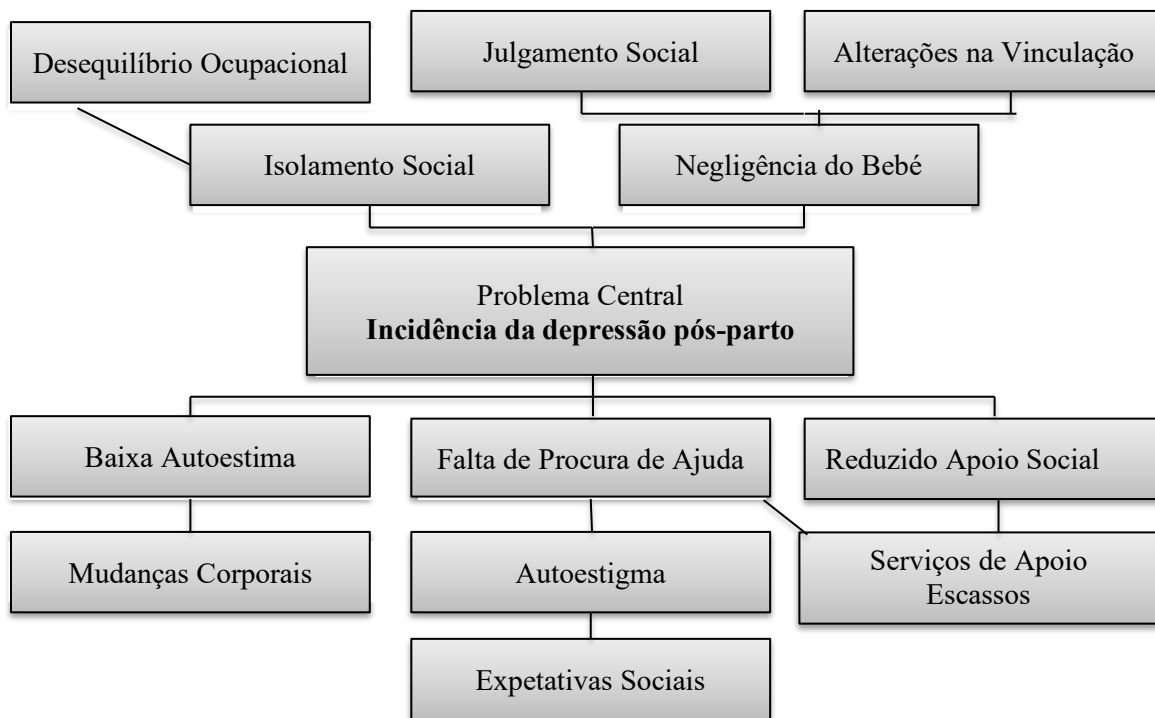 Desequilíbrio Ocupacional
Julgamento Social
Alterações na Vinculação
Isolamento Social
Negligência do Bebé
Problema Central
Incidência da depressão pós-parto
Baixa Autoestima
Falta de Procura de Ajuda
Reduzido Apoio Social
Mudanças Corporais
Autoestigma
Serviços de Apoio
Escassos
Expetativas Sociais